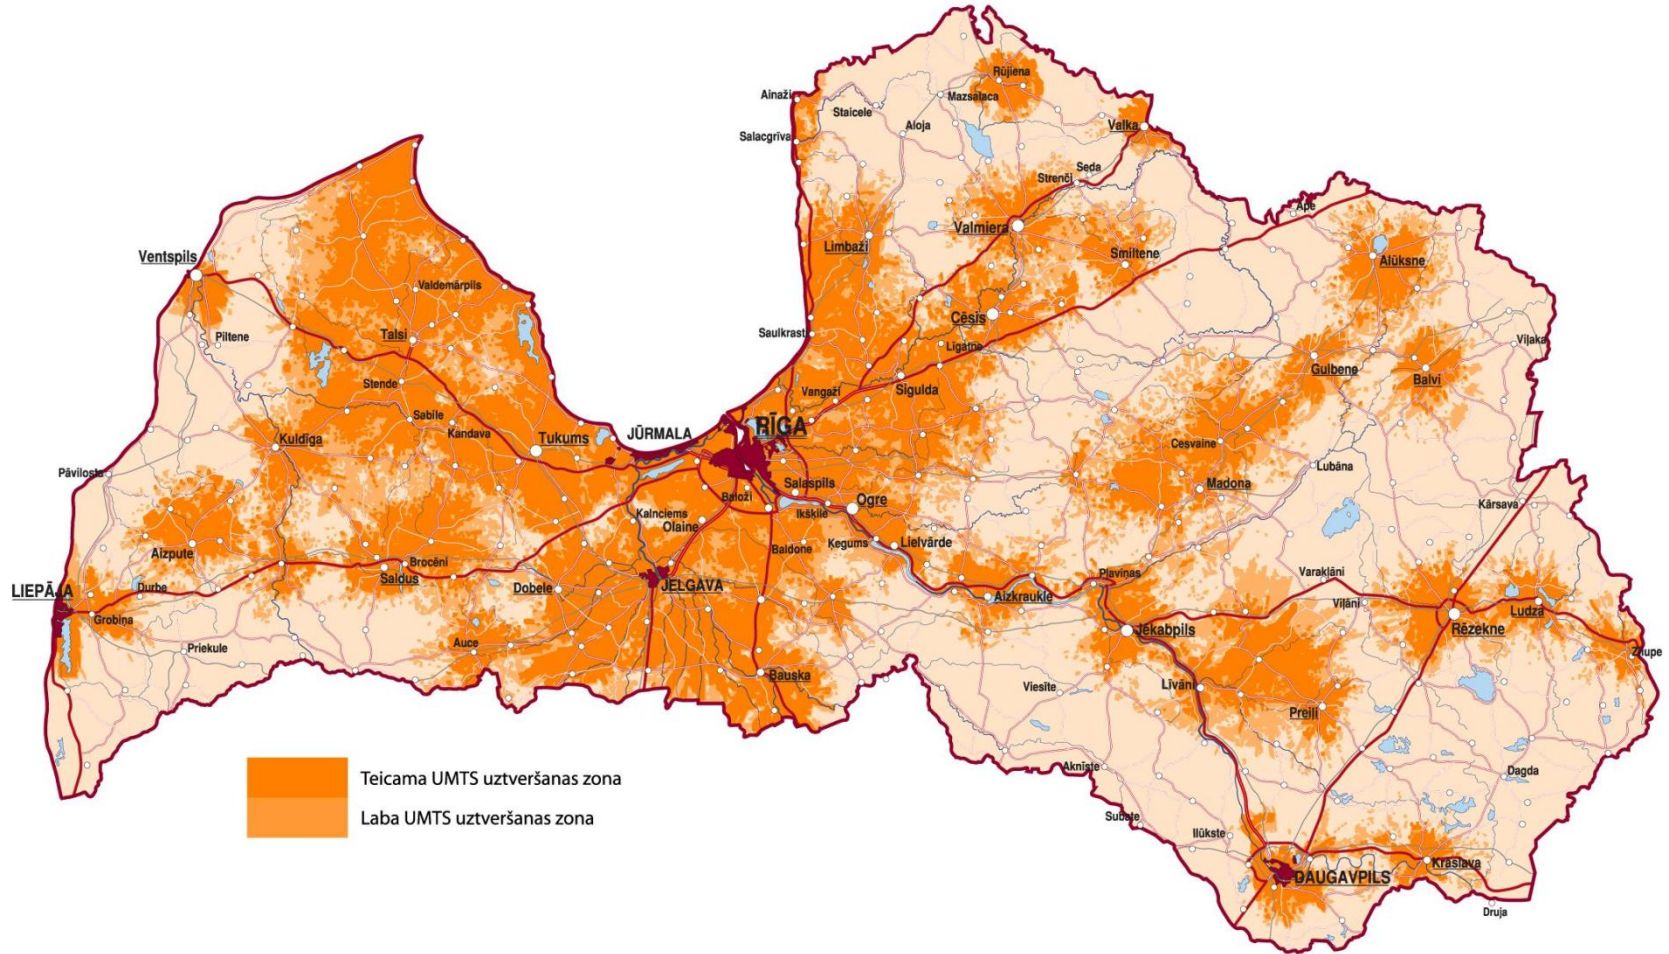 Rūjiena
Ainaži
Mazsalaca
Staicele
Aloja
Valka
Salacgrīva
Seda
Strenči
Ape
Valmiera
Limbaži
Smiltene
Alūksne
Ventspils
Valdemārpils
Cēsis
Piltene
Talsi
Saulkrast
Līgatne
Viļaka
Gulbene
Balvi
Stende
Vangaži
Sigulda
Sabile
RĪGA
Kandava
JŪRMALA
Tukums
Kuldīga
Cesvaine
Lubāna
Pāvilosta
Salaspils
Madona
Baloži
Ogre
Kārsava
Kalnciems
Ikšķile
Olaine
Ķegums
Lielvārde
Aizpute
Baldone
Brocēni
Saldus
Pļaviņas
Varakļāni
LIEPĀJA
Durbe
Dobele
JELGAVA
Aizkraukle
Viļāni
Ludza
Grobiņa
Jēkabpils
Rēzekne
Auce
Priekule
Zilupe
Bauska
Viesīte
Līvāni
Preiļi
Aknīste
Dagda
Teicama UMTS uztveršanas zona
Laba UMTS uztveršanas zona
Subate
Ilūkste
Krāslava
DAUGAVPILS
Druja